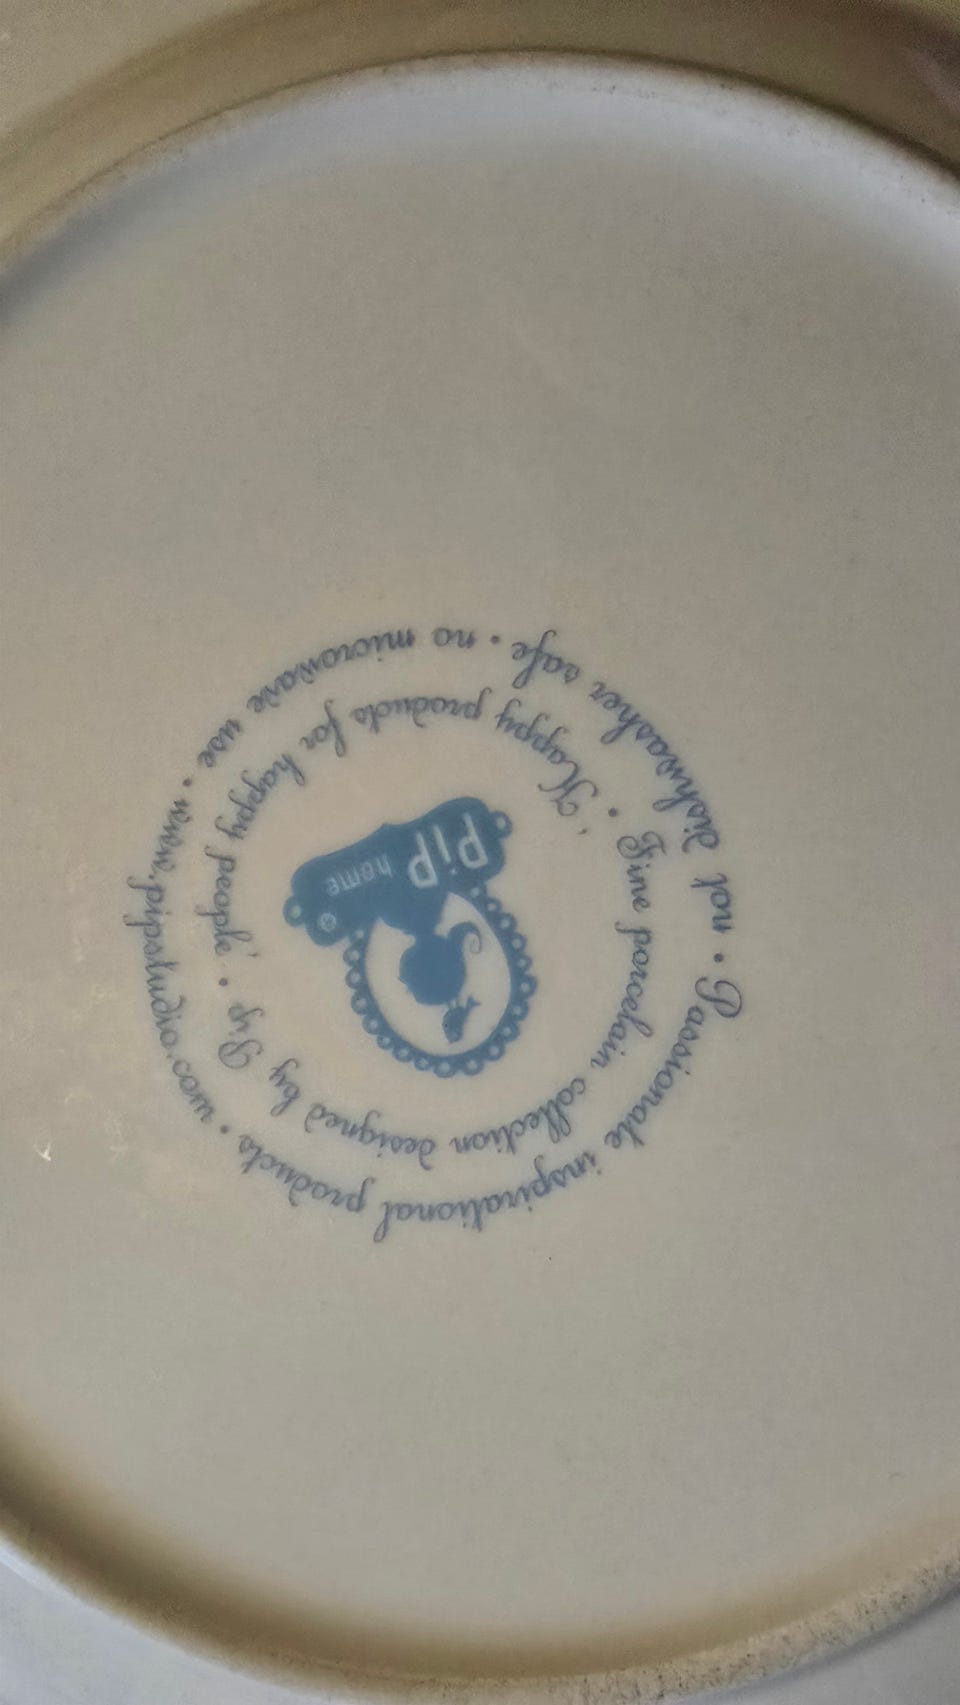 PiP
home
©
Fine porcelain collection designed by Pip • 'Happy products for happy people' •
Passionate inspirational products • www.pipstudio.com • no microwave use • dishwasher safe •